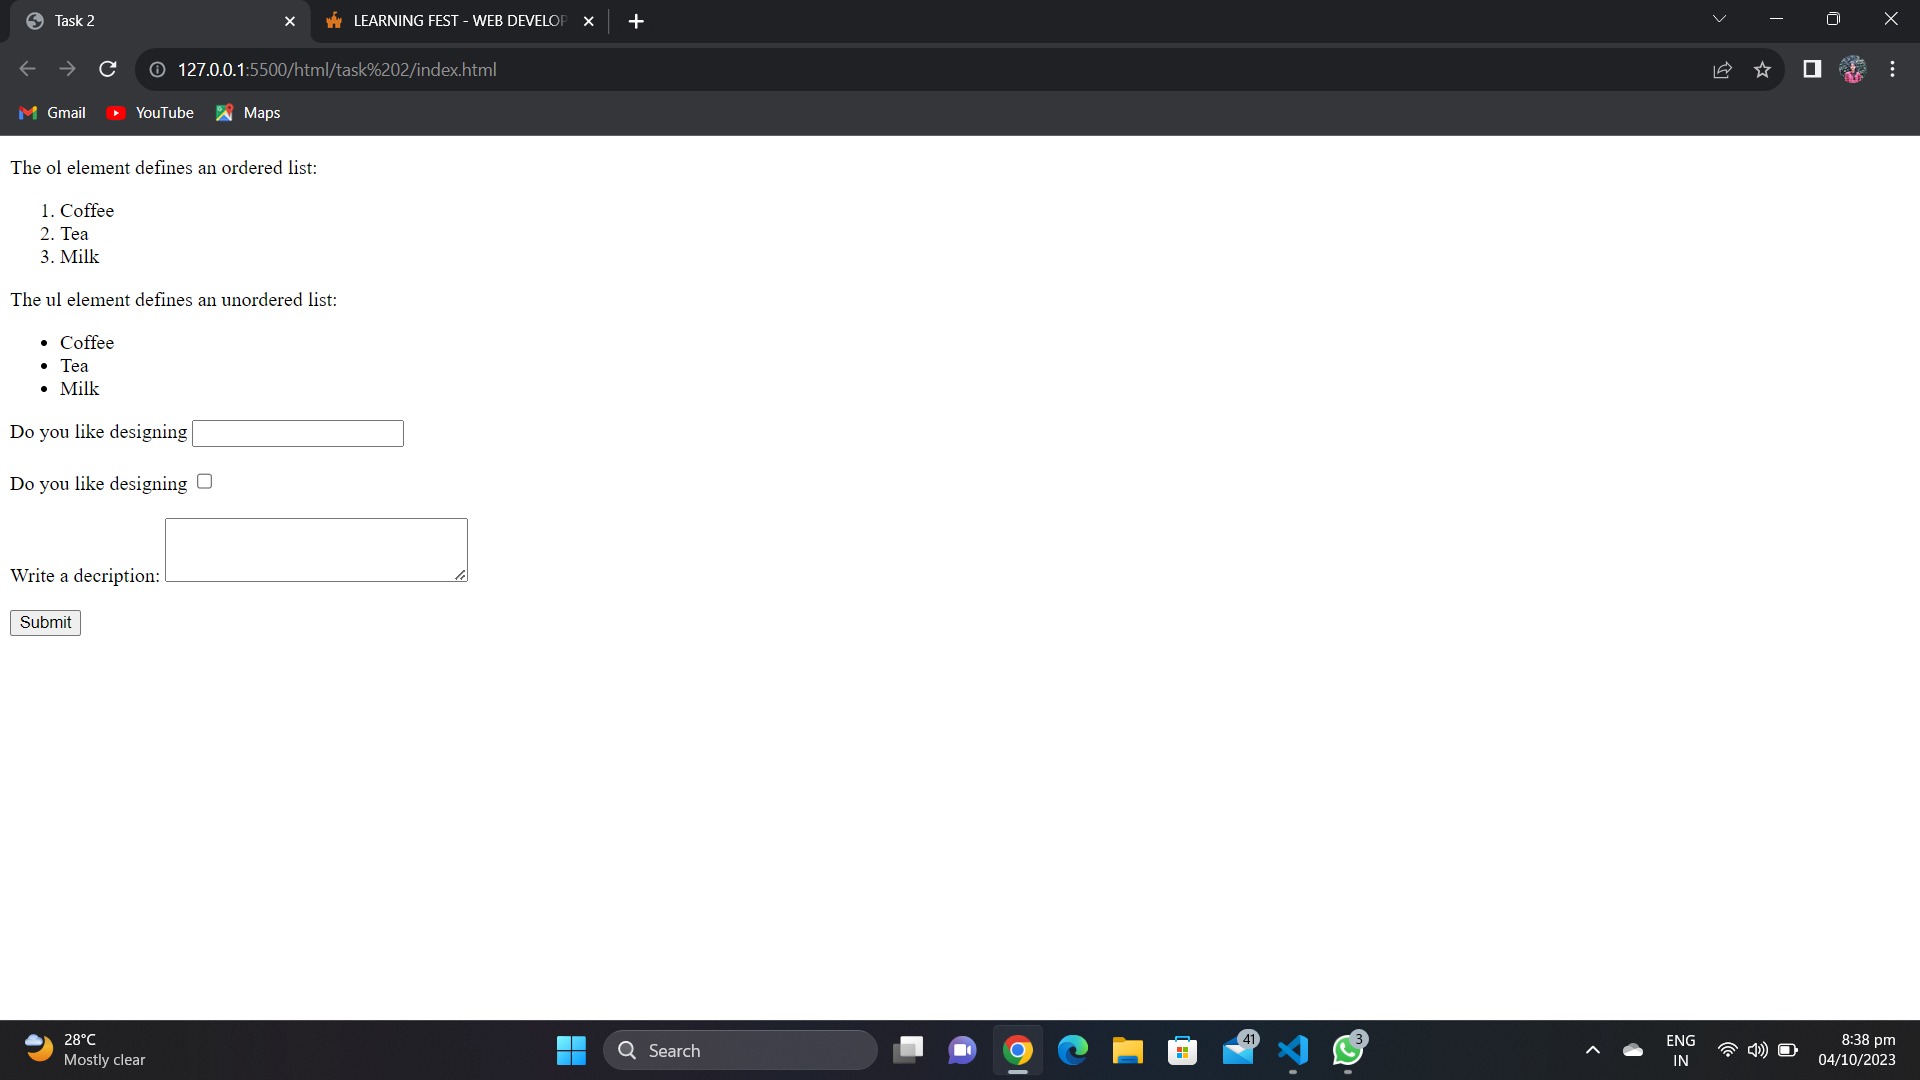 Task 2
LEARNING FEST - WEB DEVELOP
127.0.0.1:5500/html/task%202/index.html
Gmail YouTube Maps
The ol element defines an ordered list:
1. Coffee
2. Tea
3. Milk
The ul element defines an unordered list:
• Coffee
• Tea
• Milk
Do you like designing
Do you like designing
Write a decription:
Submit
28°C
Mostly clear
Search
41
3
ENG
IN
8:38 pm
04/10/2023